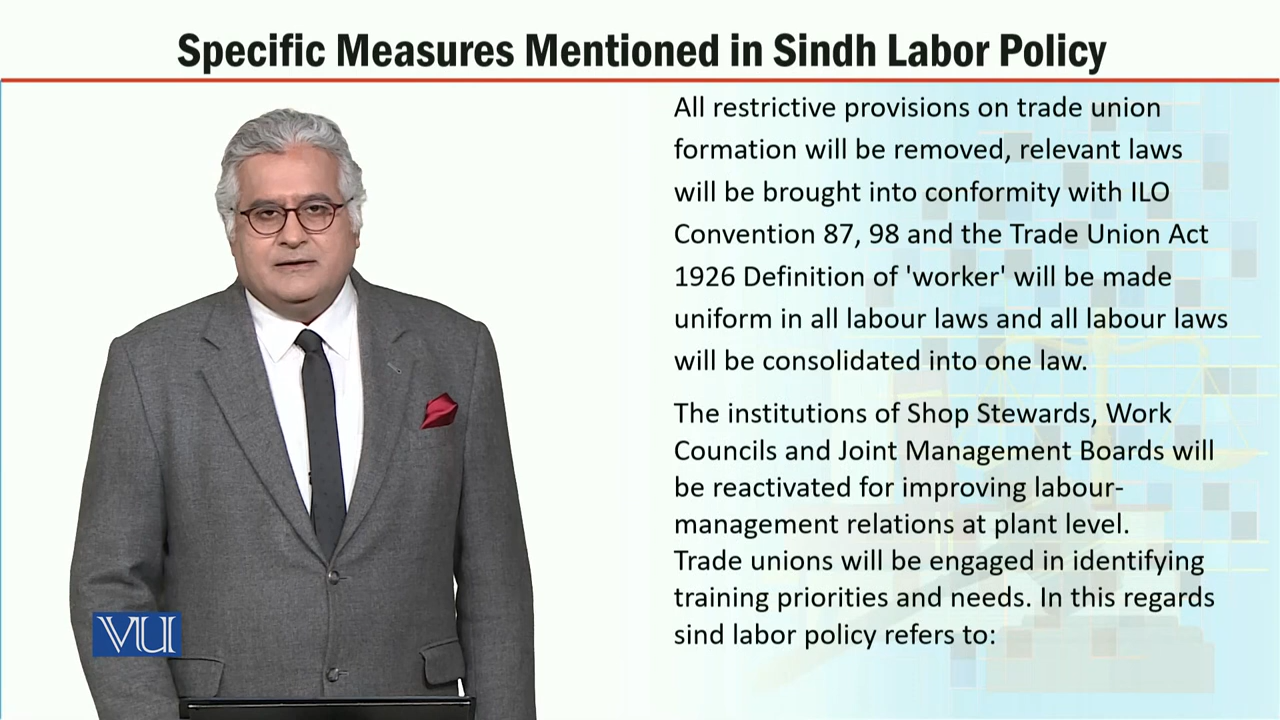 Specific Measures Mentioned in Sindh Labor Policy
All restrictive provisions on trade union
formation will be removed, relevant laws
will be brought into conformity with ILO
Convention 87, 98 and the Trade Union Act
1926 Definition of 'worker' will be made
uniform in all labour laws and all labour laws
will be consolidated into one law.
The institutions of Shop Stewards, Work
Councils and Joint Management Boards will
be reactivated for improving labour-
management relations at plant level.
Trade unions will be engaged in identifying
training priorities and needs. In this regards
sind labor policy refers to:
VU